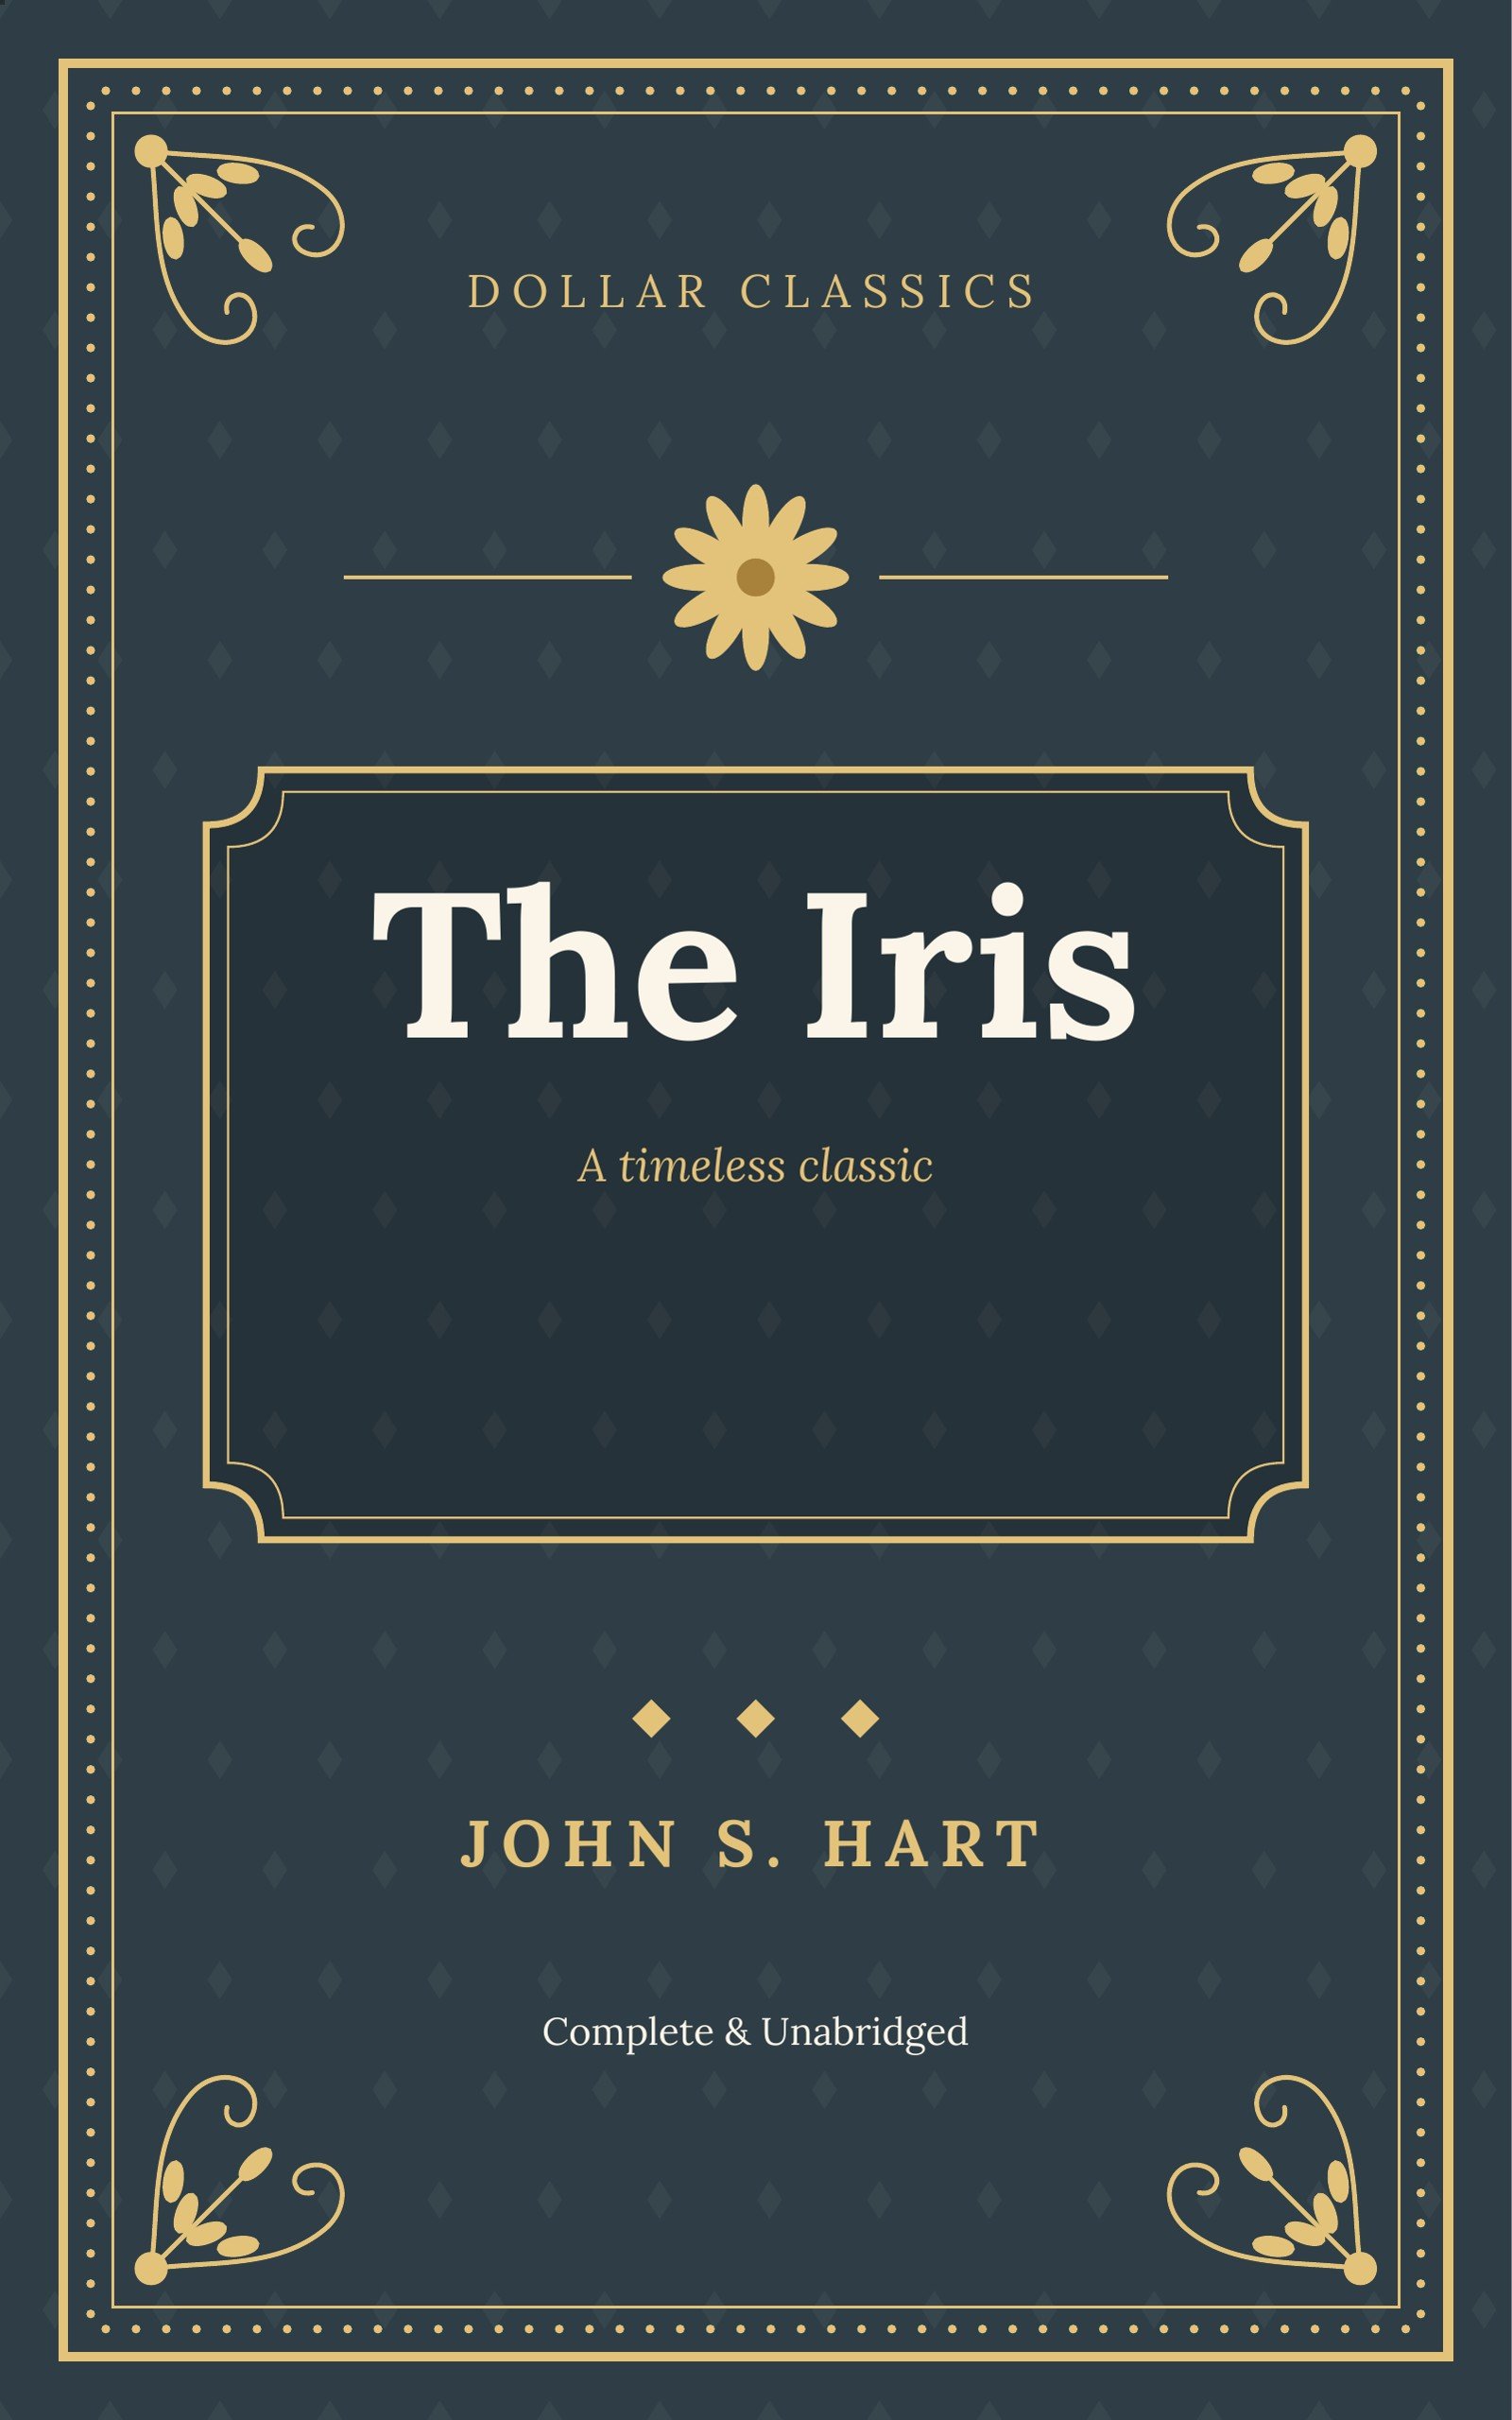 DOLLAR CLASSICS
The Iris
A timeless classic
JOHN S. HART
Complete & Unabridged